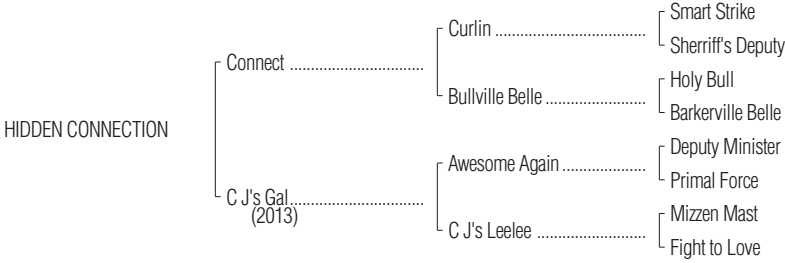 Smart Strike
Curlin ....................................
Sherriff's Deputy
Connect ................................
Holy Bull
Bullville Belle ........................
Barkerville Belle
HIDDEN CONNECTION
Deputy Minister
Awesome Again ....................
Primal Force
C J's Gal................................
(2013)
Mizzen Mast
C J's Leelee ..........................
Fight to Love